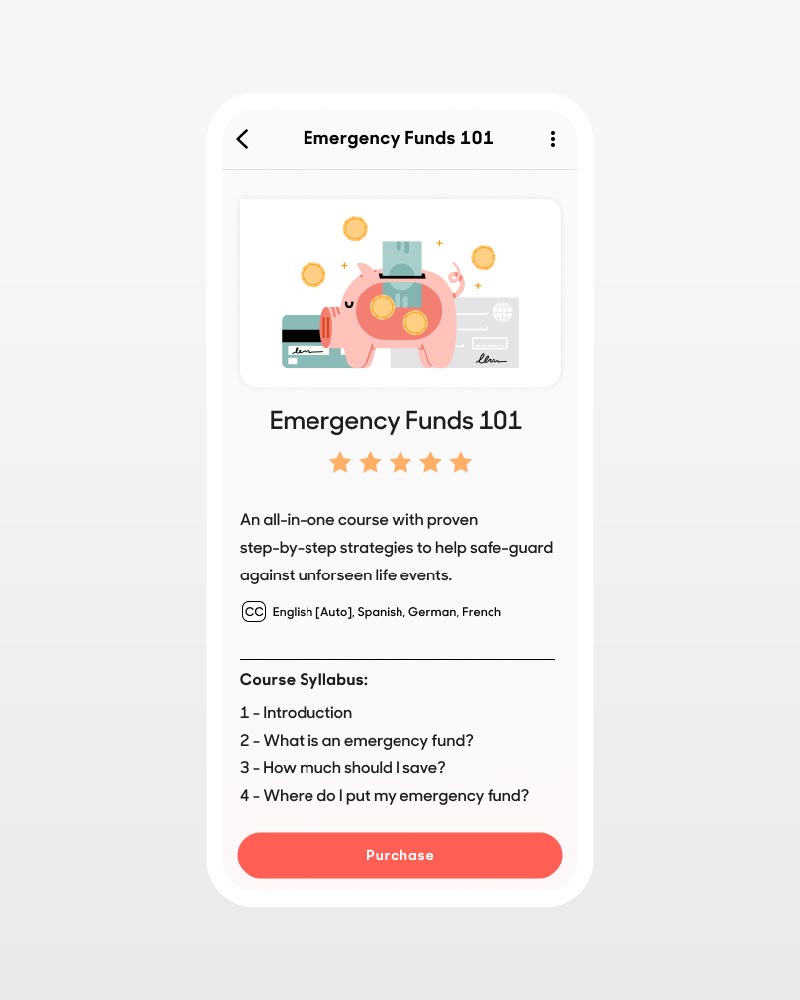 Emergency Funds 101
Emergency Funds 101
An all-in-one course with proven
step-by-step strategies to help safe-guard
against unforseen life events.
CC English [Auto], Spanish, German, French
Course Syllabus:
1 - Introduction
2 - What is an emergency fund?
3 - How much should I save?
4 - Where do I put my emergency fund?
Purchase